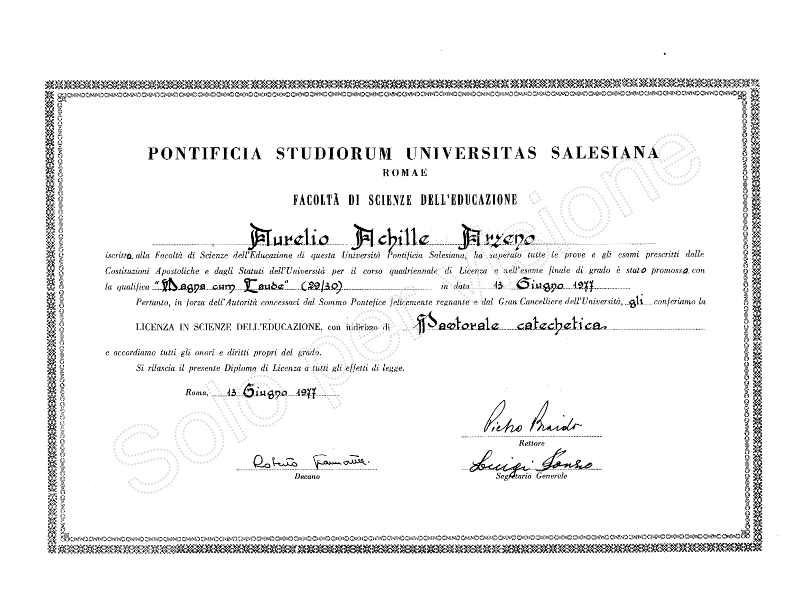 PONTIFICIA STUDIORUM UNIVERSITAS SALESIANA
ROMAE
FACOLTÀ DI SCIENZE DELL'EDUCAZIONE
Aurelio Achille Arzeno
iscritto alla Facoltà di Scienze dell'Educazione di questa Università Pontificia Salesiana, ha superato tutte le prove e gli esami prescritti dalle
Costituzioni Apostoliche e dagli Statuti dell'Università per il corso quadriennale di Licenza e nell'esame finale di grado è stato promosso con
la qualifica "Magna cum Laude" (29/30) in data 13 Giugno 1977
Pertanto, in forza dell'Autorità concessaci dal Sommo Pontefice felicemente regnante e dal Gran Cancelliere dell'Università, gli conferiamo la
LICENZA IN SCIENZE DELL'EDUCAZIONE, con indirizzo di Pastorale catechetica
e accordiamo tutti gli onori e diritti propri del grado.
Si rilascia il presente Diploma di Licenza a tutti gli effetti di legge.
Roma, 13 Giugno 1977
Pietro Braido
Rettore
Roberto
Decano
Luigi
Segretario Generale
Solo per visione